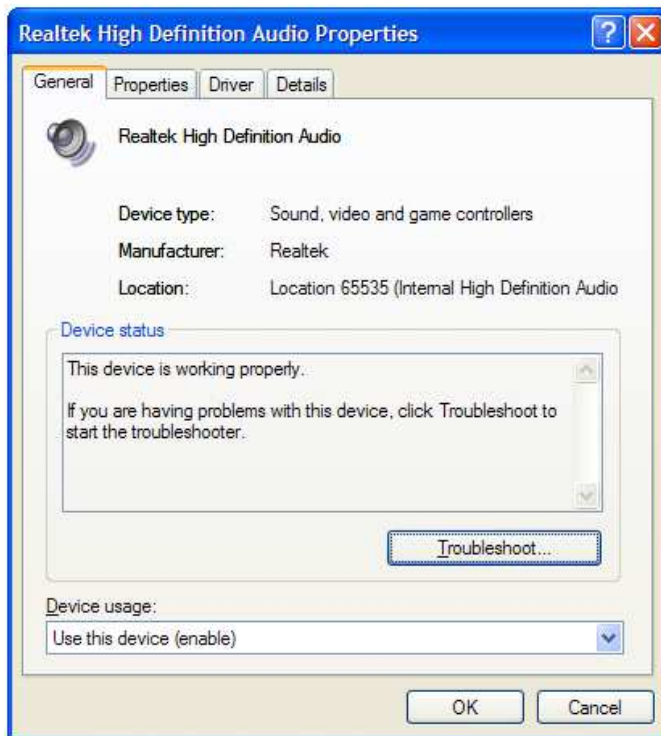 Realtek High Definition Audio Properties
General Properties Driver Details
Realtek High Definition Audio
Device type: Sound, video and game controllers
Manufacturer: Realtek
Location: Location 65535 (Internal High Definition Audio
Device status
This device is working properly.
If you are having problems with this device, click Troubleshoot to
start the troubleshooter.
Troubleshoot...
Device usage:
Use this device (enable)
OK Cancel